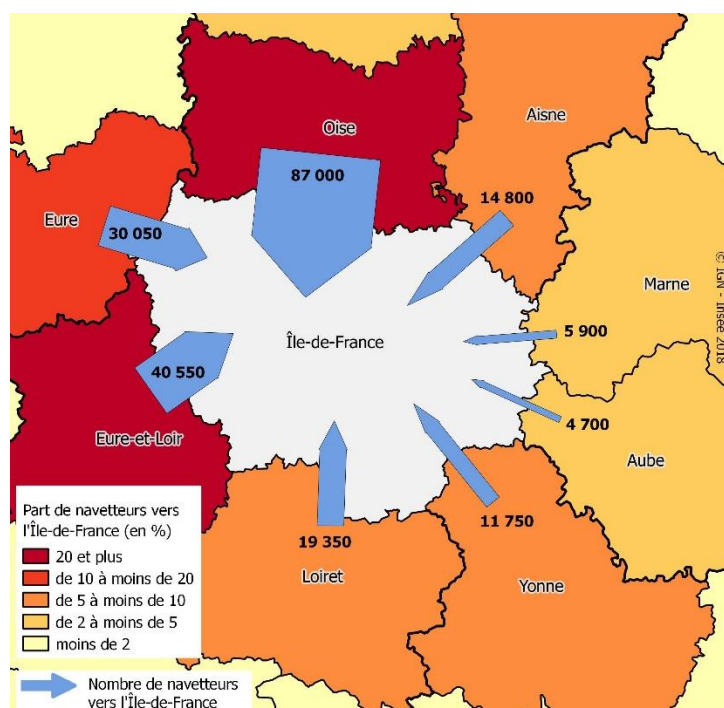 Oise
87 000
Aisne
14 800
Eure
30 050
Marne
5 900
© IGN - Insee 2018
Île-de-France
40 550
4 700
Eure-et-Loir
Aube
19 350
11 750
Loiret
Yonne
Part de navetteurs vers
l'Île-de-France (en %)
20 et plus
de 10 à moins de 20
de 5 à moins de 10
de 2 à moins de 5
moins de 2
Nombre de navetteurs
vers l'Île-de-France